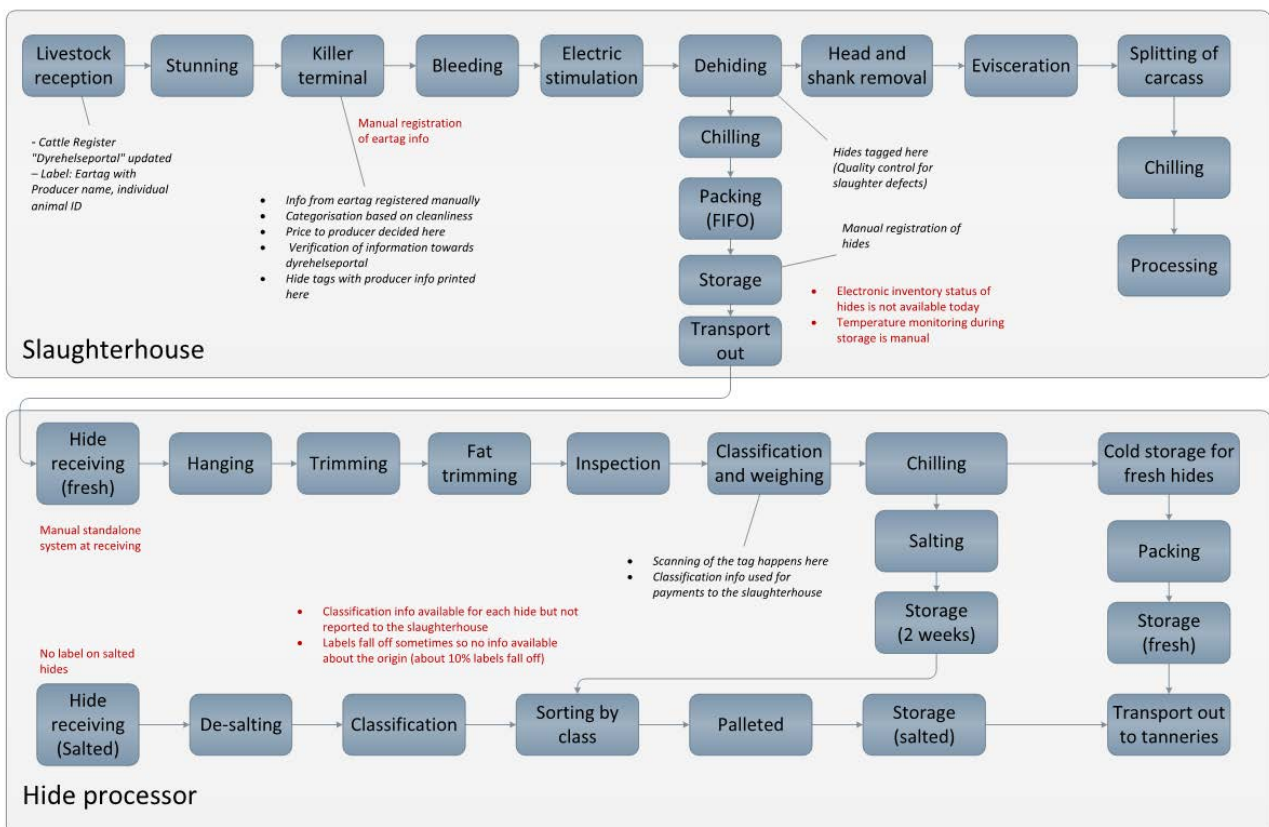 Livestock
reception
Stunning
Killer
terminal
Bleeding
Electric
stimulation
Dehiding
Head and
shank removal
Evisceration
Splitting of
carcass
- Cattle Register
"Dyrehelseportal" updated
– Label: Eartag with
Producer name, individual
animal ID
Manual registration
of eartag info
• Info from eartag registered manually
• Categorisation based on cleanliness
• Price to producer decided here
• Verification of information towards
dyrehelseportal
• Hide tags with producer info printed
here
Chilling
Packing
(FIFO)
Storage
Transport
out
Hides tagged here
(Quality control for
slaughter defects)
Manual registration of
hides
• Electronic inventory status of
hides is not available today
• Temperature monitoring during
storage is manual
Chilling
Processing
Slaughterhouse
Hide
receiving
(fresh)
Hanging
Trimming
Fat
trimming
Inspection
Classification
and weighing
Chilling
Cold storage for
fresh hides
Manual standalone
system at receiving
• Scanning of the tag happens here
• Classification info used for
payments to the slaughterhouse
Salting
Storage
(2 weeks)
Packing
Storage
(fresh)
• Classification info available for each hide but not
reported to the slaughterhouse
• Labels fall off sometimes so no info available
about the origin (about 10% labels fall off)
No label on salted
hides
Hide
receiving
(Salted)
De-salting
Classification
Sorting by
class
Palleted
Storage
(salted)
Transport out
to tanneries
Hide processor